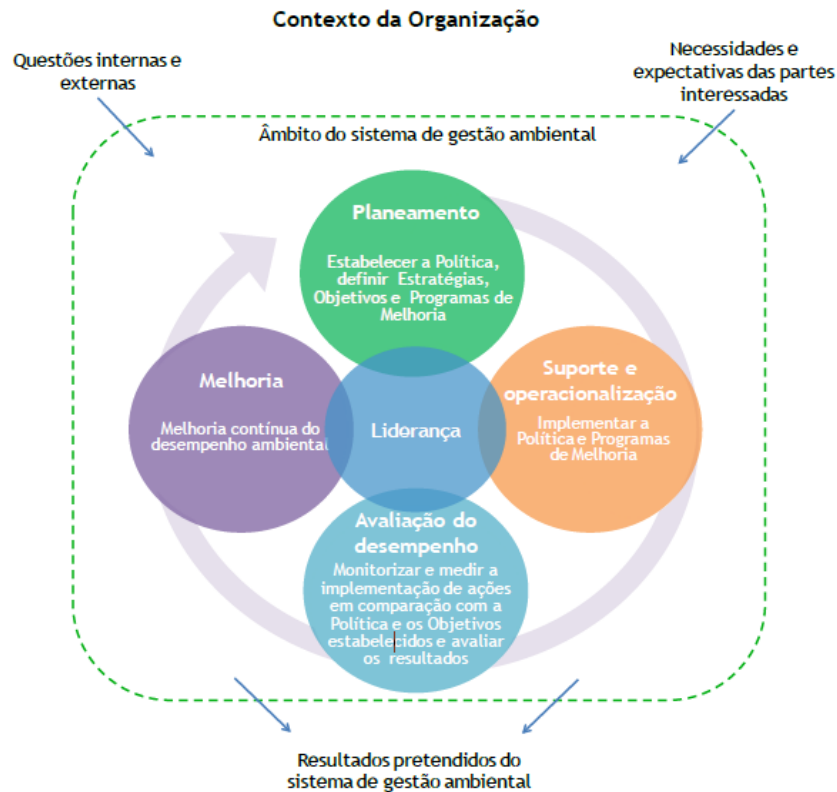 Contexto da Organização
Questões internas e
externas
Necessidades e
expectativas das partes
interessadas
Âmbito do sistema de gestão ambiental
Planeamento
Estabelecer a Política,
definir Estratégias,
Objetivos e Programas de
Melhoria
Melhoria
Melhoria contínua do
desempenho ambiental
Liderança
Suporte e
operacionalização
Implementar a
Política e Programas
de Melhoria
Avaliação do
desempenho
Monitorizar e medir a
implementação de ações
em comparação com a
Política e os Objetivos
estabelecidos e avaliar
os resultados
Resultados pretendidos do
sistema de gestão ambiental